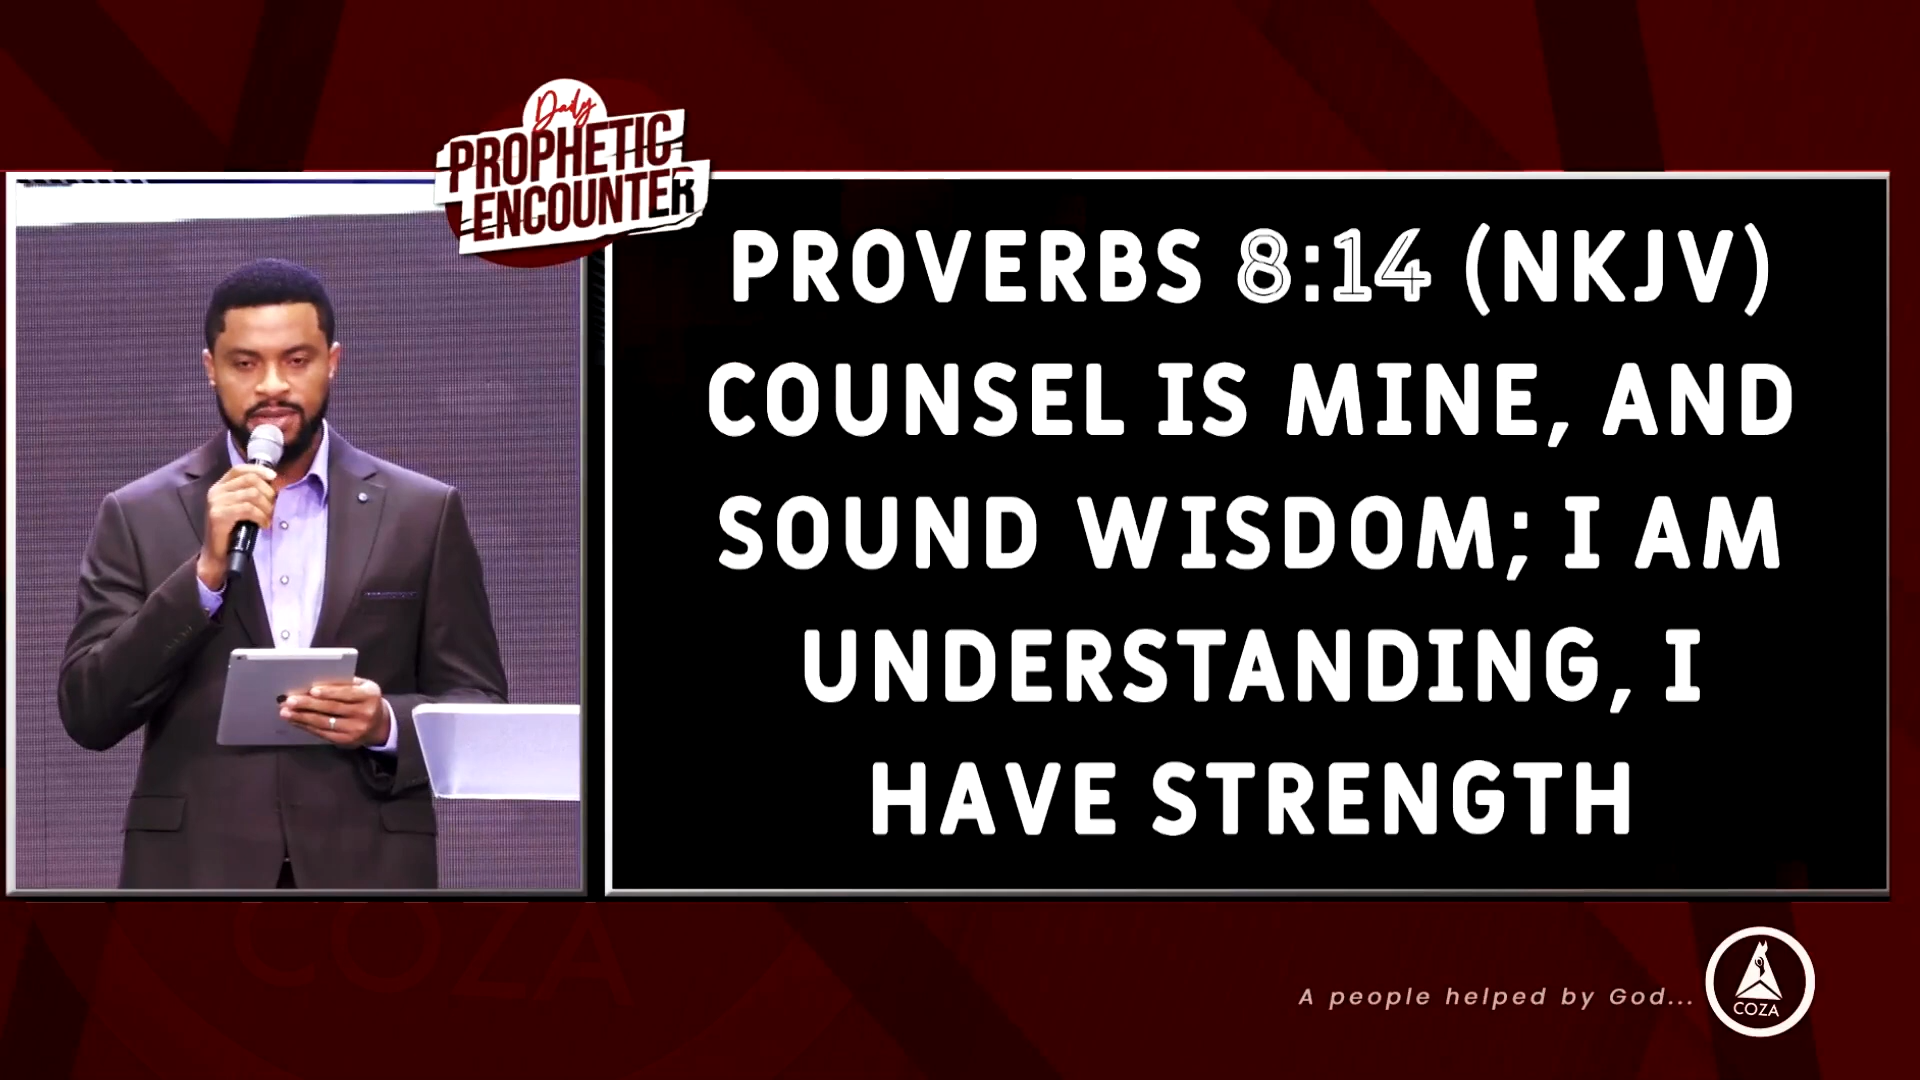 Daily
PROPHETIC
ENCOUNTER
PROVERBS 8:14 (NKJV)
COUNSEL IS MINE, AND
SOUND WISDOM; I AM
UNDERSTANDING, I
HAVE STRENGTH
COZA
A people helped by God...
COZA